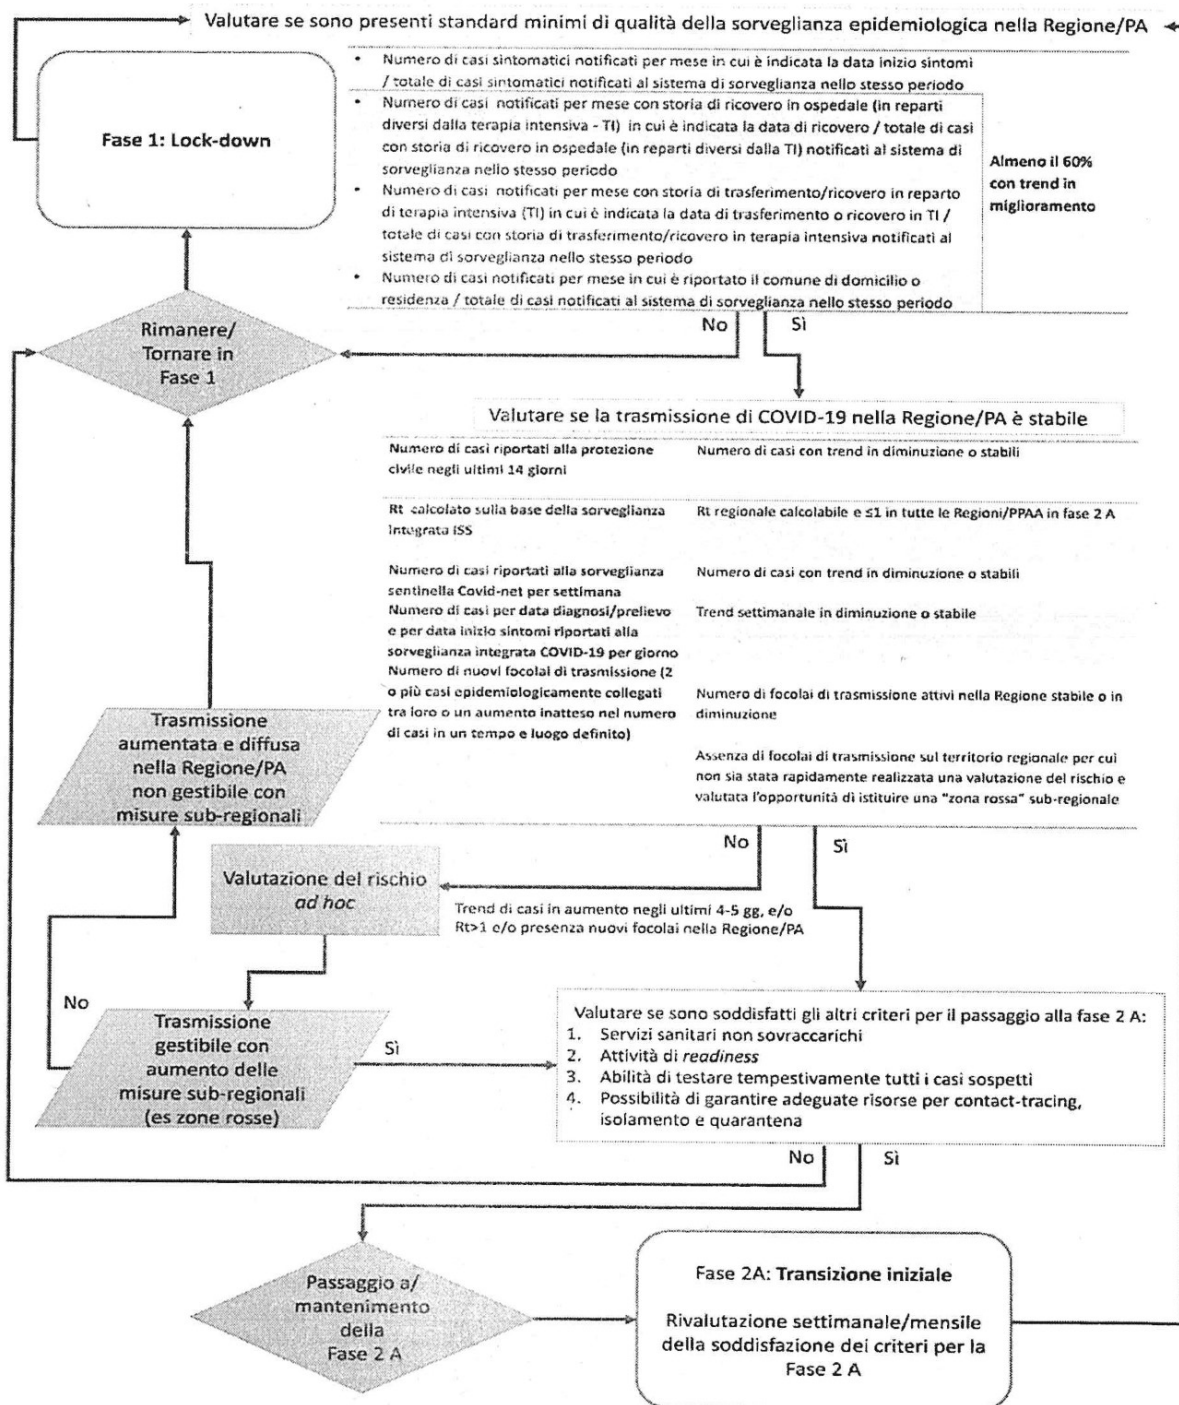 Valutare se sono presenti standard minimi di qualità della sorveglianza epidemiologica nella Regione/PA
Fase 1: Lock-down
• Numero di casi sintomatici notificati per mese in cui è indicata la data inizio sintomi
/ totale di casi sintomatici notificati al sistema di sorveglianza nello stesso periodo
• Numero di casi notificati per mese con storia di ricovero in ospedale (in reparti
diversi dalla terapia intensiva - TI) in cui è indicata la data di ricovero / totale di casi
con storia di ricovero in ospedale (in reparti diversi dalla TI) notificati al sistema di
sorveglianza nello stesso periodo
• Numero di casi notificati per mese con storia di trasferimento/ricovero in reparto
di terapia intensiva (TI) in cui è indicata la data di trasferimento o ricovero in TI /
totale di casi con storia di trasferimento/ricovero in terapia intensiva notificati al
sistema di sorveglianza nello stesso periodo
• Numero di casi notificati per mese in cui è riportato il comune di domicilio o
residenza / totale di casi notificati al sistema di sorveglianza nello stesso periodo
Almeno il 60%
con trend in
miglioramento
No
Sì
Rimanere/
Tornare in
Fase 1
Valutare se la trasmissione di COVID-19 nella Regione/PA è stabile
Numero di casi riportati alla protezione
civile negli ultimi 14 giorni
Numero di casi con trend in diminuzione o stabili
Rt calcolato sulla base della sorveglianza
integrata ISS
Rt regionale calcolabile e ≤1 in tutte le Regioni/PPAA in fase 2 A
Numero di casi riportati alla sorveglianza
sentinella Covid-net per settimana
Numero di casi con trend in diminuzione o stabili
Numero di casi per data diagnosi/prelievo
e per data inizio sintomi riportati alla
sorveglianza integrata COVID-19 per giorno
Trend settimanale in diminuzione o stabile
Numero di nuovi focolai di trasmissione (2
o più casi epidemiologicamente collegati
tra loro o un aumento inatteso nel numero
di casi in un tempo e luogo definito)
Numero di focolai di trasmissione attivi nella Regione stabile o in
diminuzione
Assenza di focolai di trasmissione sul territorio regionale per cui
non sia stata rapidamente realizzata una valutazione del rischio e
valutata l'opportunità di istituire una "zona rossa" sub-regionale
No
Sì
Trasmissione
aumentata e diffusa
nella Regione/PA
non gestibile con
misure sub-regionali
Valutazione del rischio
ad hoc
Trend di casi in aumento negli ultimi 4-5 gg, e/o
Rt>1 e/o presenza nuovi focolai nella Regione/PA
No
Trasmissione
gestibile con
aumento delle
misure sub-regionali
(es zone rosse)
Sì
Valutare se sono soddisfatti gli altri criteri per il passaggio alla fase 2 A:
1. Servizi sanitari non sovraccarichi
2. Attività di readiness
3. Abilità di testare tempestivamente tutti i casi sospetti
4. Possibilità di garantire adeguate risorse per contact-tracing,
isolamento e quarantena
No
Sì
Passaggio a/
mantenimento
della
Fase 2 A
Fase 2A: Transizione iniziale
Rivalutazione settimanale/mensile
della soddisfazione dei criteri per la
Fase 2 A